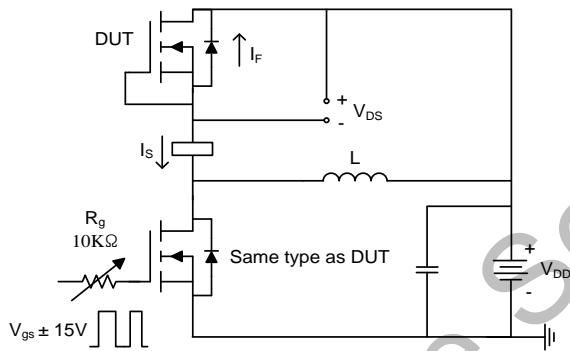 DUT
I_F
+
V_DS
-
I_S
L
R_g
10KΩ
Same type as DUT
+
V_DD
-
V_gs ± 15V